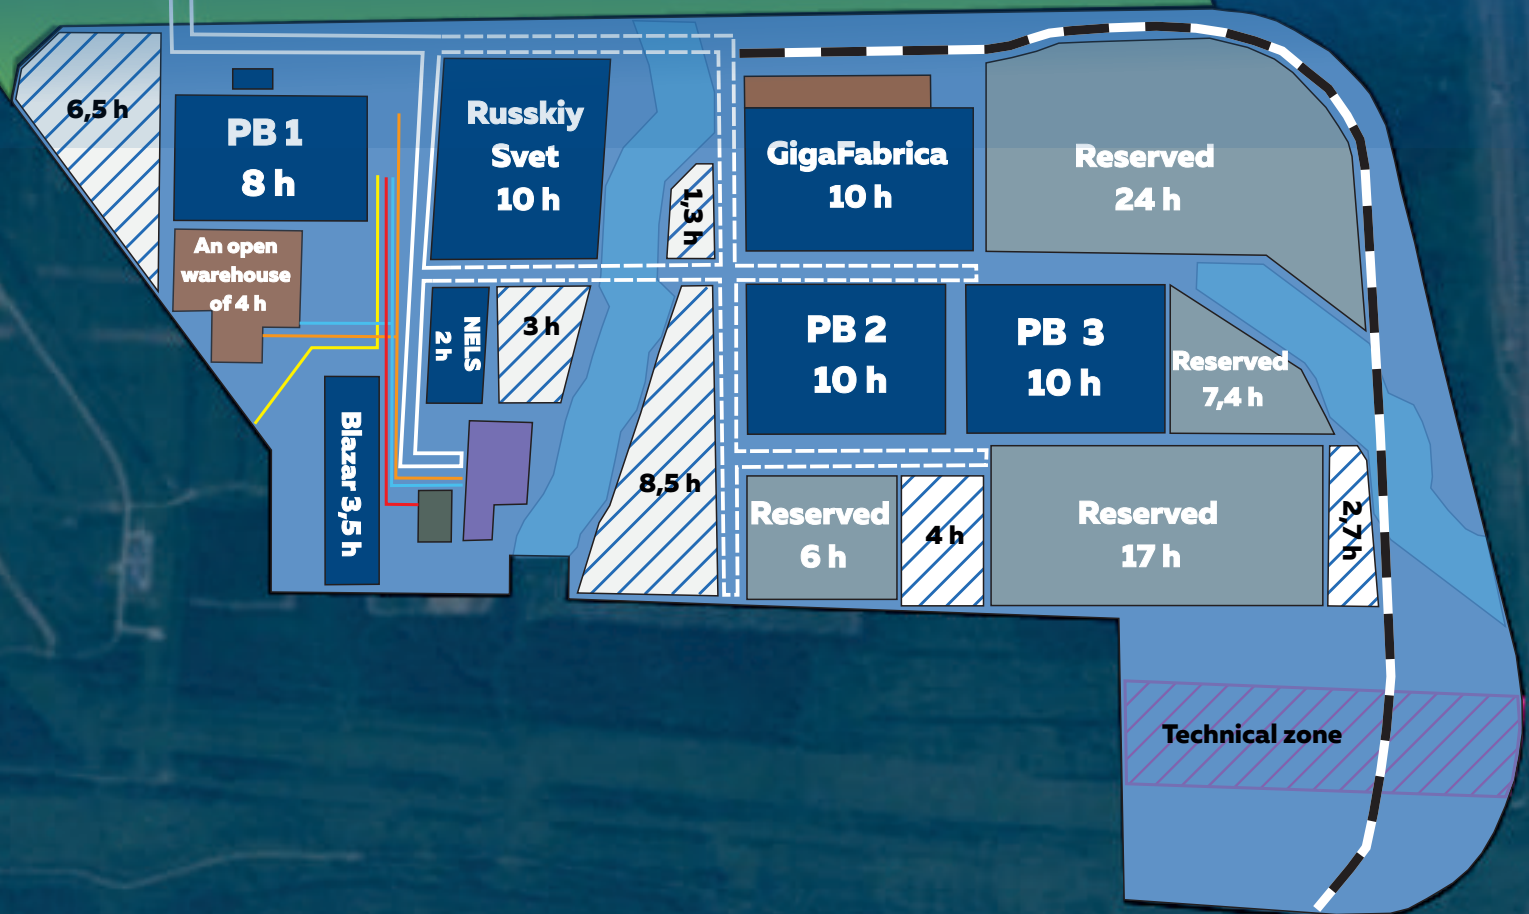 6,5 h
PB 1
8 h
An open
warehouse
of 4 h
Russkiy
Svet
10 h
1,3 h
GigaFabrica
10 h
Reserved
24 h
NELS
2 h
3 h
Blazar 3,5 h
8,5 h
PB 2
10 h
PB 3
10 h
Reserved
7,4 h
Reserved
6 h
4 h
Reserved
17 h
2,7 h
Technical zone